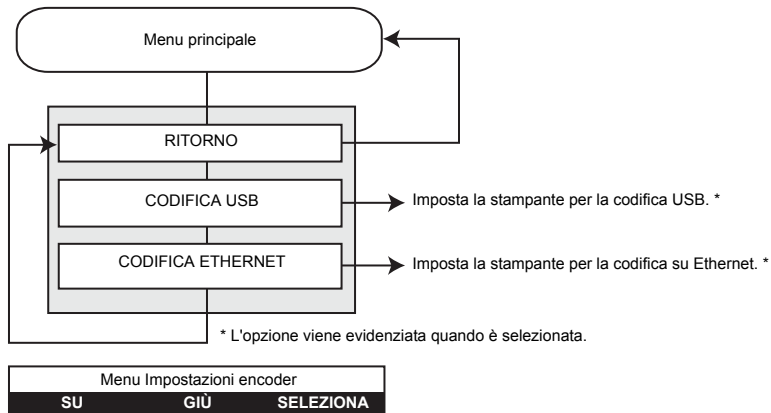 Menu principale
RITORNO
CODIFICA USB
Imposta la stampante per la codifica USB. *
CODIFICA ETHERNET
Imposta la stampante per la codifica su Ethernet. *
* L'opzione viene evidenziata quando è selezionata.
Menu Impostazioni encoder
SU GIÙ SELEZIONA